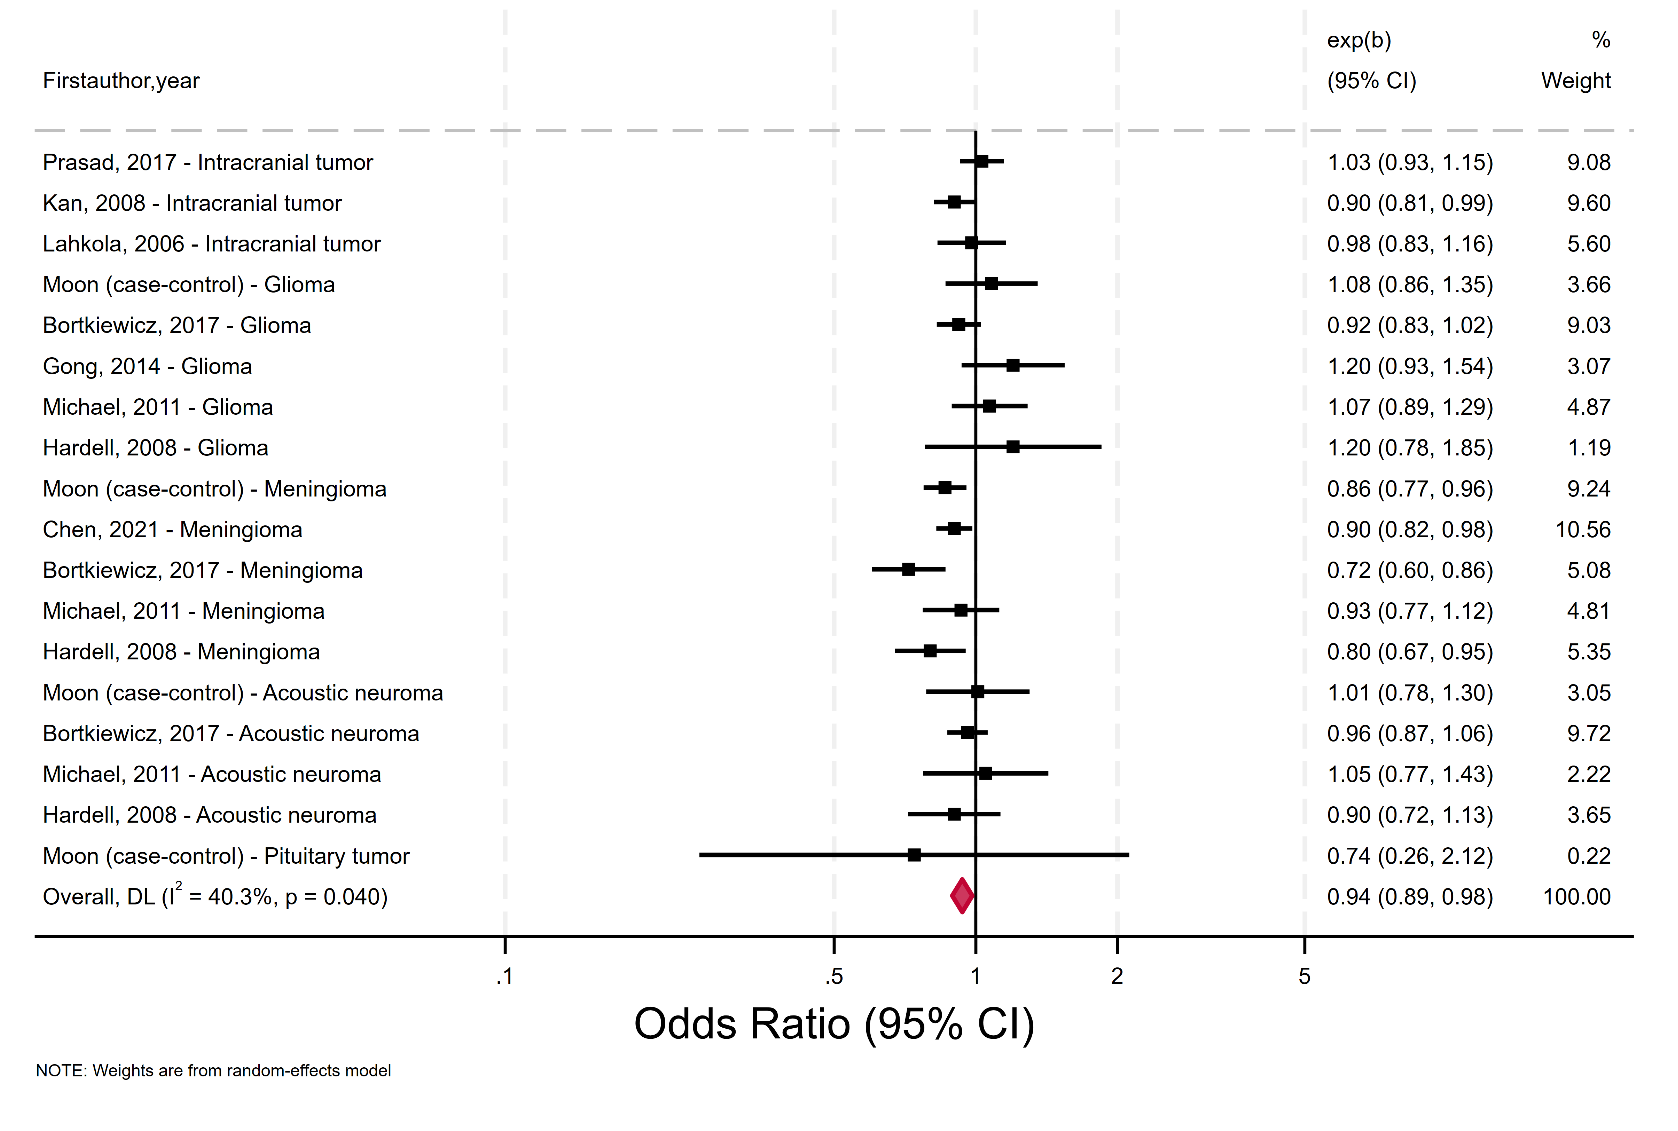 exp(b) %
Firstauthor,year (95% CI) Weight
Prasad, 2017 - Intracranial tumor 1.03 (0.93, 1.15) 9.08
Kan, 2008 - Intracranial tumor 0.90 (0.81, 0.99) 9.60
Lahkola, 2006 - Intracranial tumor 0.98 (0.83, 1.16) 5.60
Moon (case-control) - Glioma 1.08 (0.86, 1.35) 3.66
Bortkiewicz, 2017 - Glioma 0.92 (0.83, 1.02) 9.03
Gong, 2014 - Glioma 1.20 (0.93, 1.54) 3.07
Michael, 2011 - Glioma 1.07 (0.89, 1.29) 4.87
Hardell, 2008 - Glioma 1.20 (0.78, 1.85) 1.19
Moon (case-control) - Meningioma 0.86 (0.77, 0.96) 9.24
Chen, 2021 - Meningioma 0.90 (0.82, 0.98) 10.56
Bortkiewicz, 2017 - Meningioma 0.72 (0.60, 0.86) 5.08
Michael, 2011 - Meningioma 0.93 (0.77, 1.12) 4.81
Hardell, 2008 - Meningioma 0.80 (0.67, 0.95) 5.35
Moon (case-control) - Acoustic neuroma 1.01 (0.78, 1.30) 3.05
Bortkiewicz, 2017 - Acoustic neuroma 0.96 (0.87, 1.06) 9.72
Michael, 2011 - Acoustic neuroma 1.05 (0.77, 1.43) 2.22
Hardell, 2008 - Acoustic neuroma 0.90 (0.72, 1.13) 3.65
Moon (case-control) - Pituitary tumor 0.74 (0.26, 2.12) 0.22
Overall, DL (I² = 40.3%, p = 0.040) 0.94 (0.89, 0.98) 100.00
.1 .5 1 2 5
Odds Ratio (95% CI)
NOTE: Weights are from random-effects model